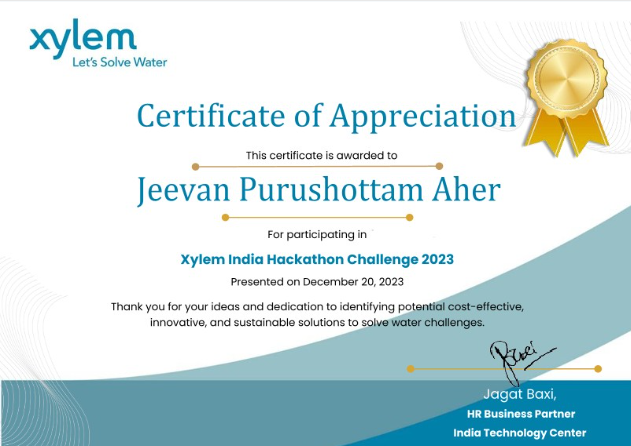 xylem
Let's Solve Water
Certificate of Appreciation
This certificate is awarded to
Jeevan Purushottam Aher
For participating in
Xylem India Hackathon Challenge 2023
Presented on December 20, 2023
Thank you for your ideas and dedication to identifying potential cost-effective,
innovative, and sustainable solutions to solve water challenges.
Jagat Baxi,
HR Business Partner
India Technology Center